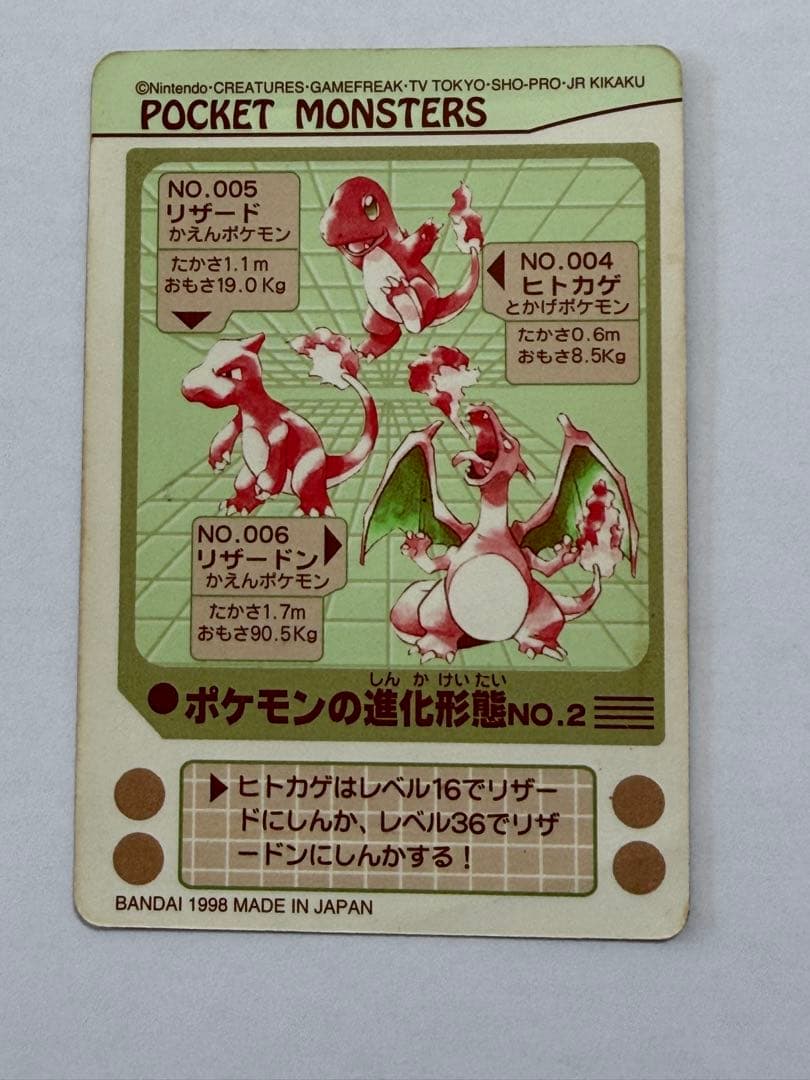 ©Nintendo・CREATURES・GAMEFREAK・TV TOKYO・SHO-PRO・JR KIKAKU
POCKET MONSTERS
NO.005
リザード
かえんポケモン
たかさ1.1m
おもさ19.0Kg
NO.004
ヒトカゲ
とかげポケモン
たかさ0.6m
おもさ8.5Kg
NO.006
リザードン
かえんポケモン
たかさ1.7m
おもさ90.5Kg
しんかけいたい
●ポケモンの進化形態NO.2
▶ヒトカゲはレベル16でリザー
ドにしんか、レベル36でリザ
ードンにしんかする！
BANDAI 1998 MADE IN JAPAN